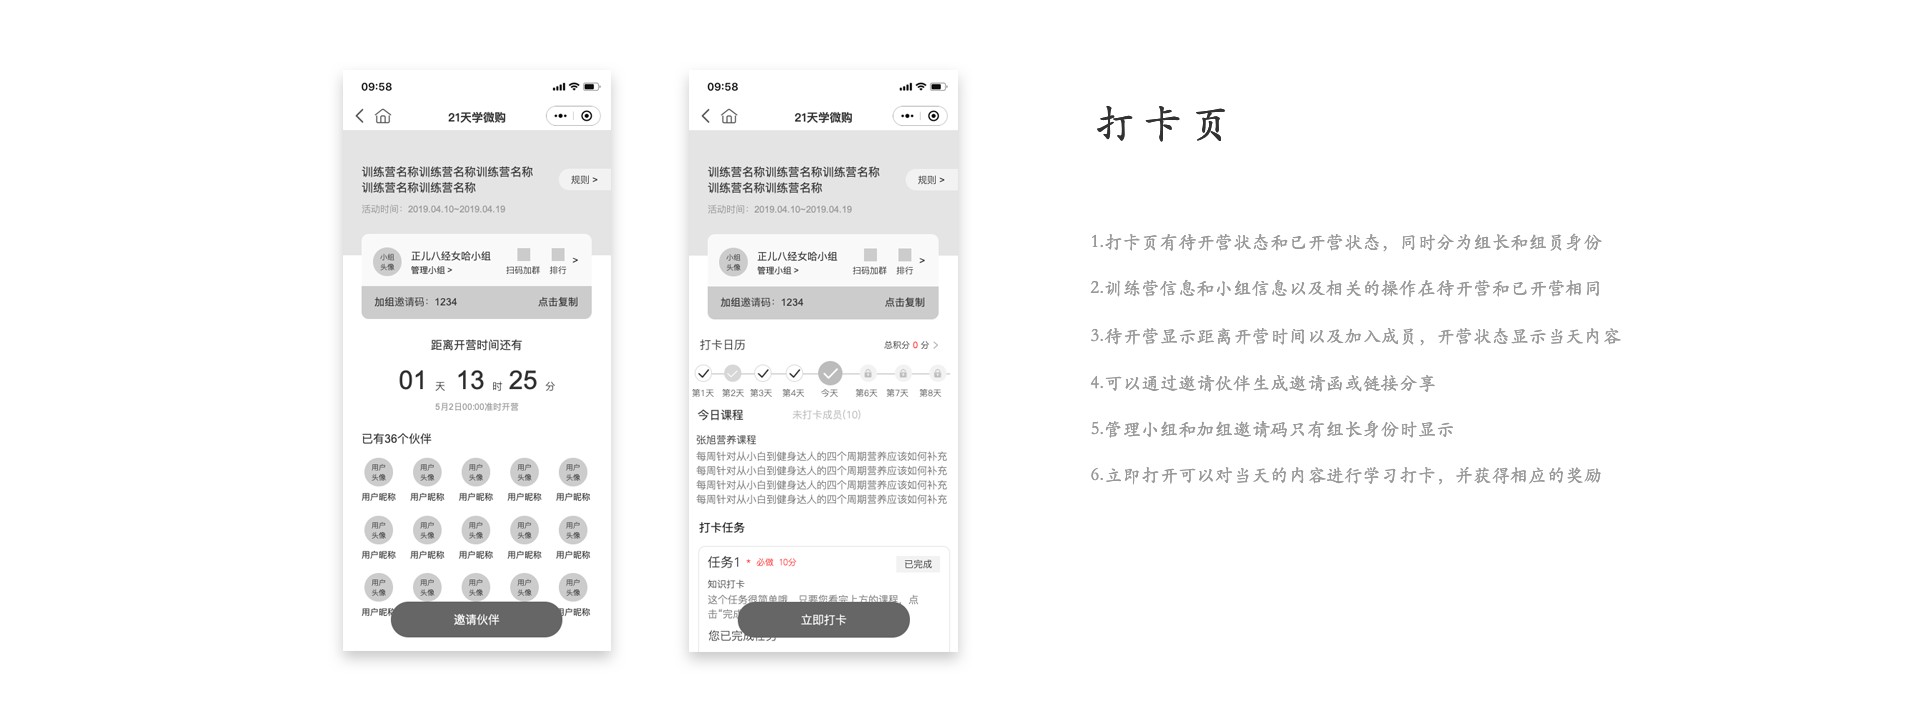 09:58
21天学微购
训练营名称训练营名称训练营名称
训练营名称训练营名称
规则 >
活动时间：2019.04.10~2019.04.19
小组
头像
正儿八经女哈小组
管理小组 >
扫码加群
排行
>
加组邀请码：1234
点击复制
距离开营时间还有
01 天 13 时 25 分
5月2日00:00准时开营
已有36个伙伴
用户 用户 用户 用户 用户
头像 头像 头像 头像 头像
用户昵称 用户昵称 用户昵称 用户昵称 用户昵称
用户 用户 用户 用户 用户
头像 头像 头像 头像 头像
用户昵称 用户昵称 用户昵称 用户昵称 用户昵称
用户 用户 用户 用户 用户
头像 头像 头像 头像 头像
用户昵称 户昵称
邀请伙伴
09:58
21天学微购
训练营名称训练营名称训练营名称
训练营名称训练营名称
规则 >
活动时间：2019.04.10~2019.04.19
小组
头像
正儿八经女哈小组
管理小组 >
扫码加群
排行
>
加组邀请码：1234
点击复制
打卡日历
总积分 0 分
第1天 第2天 第3天 第4天 今天 第6天 第7天 第8天
今日课程
未打卡成员(10)
张旭营养课程
每周针对从小白到健身达人的四个周期营养应该如何补充
每周针对从小白到健身达人的四个周期营养应该如何补充
每周针对从小白到健身达人的四个周期营养应该如何补充
每周针对从小白到健身达人的四个周期营养应该如何补充
打卡任务
任务1 * 必做 10分
已完成
知识打卡
这个任务很简单哦，只要您看完上方的课程，点
击“完成
您已完成任务
立即打卡
打卡页
1.打卡页有待开营状态和已开营状态，同时分为组长和组员身份
2.训练营信息和小组信息以及相关的操作在待开营和已开营相同
3.待开营显示距离开营时间以及加入成员，开营状态显示当天内容
4.可以通过邀请伙伴生成邀请函或链接分享
5.管理小组和加组邀请码只有组长身份时显示
6.立即打开可以对当天的内容进行学习打卡，并获得相应的奖励